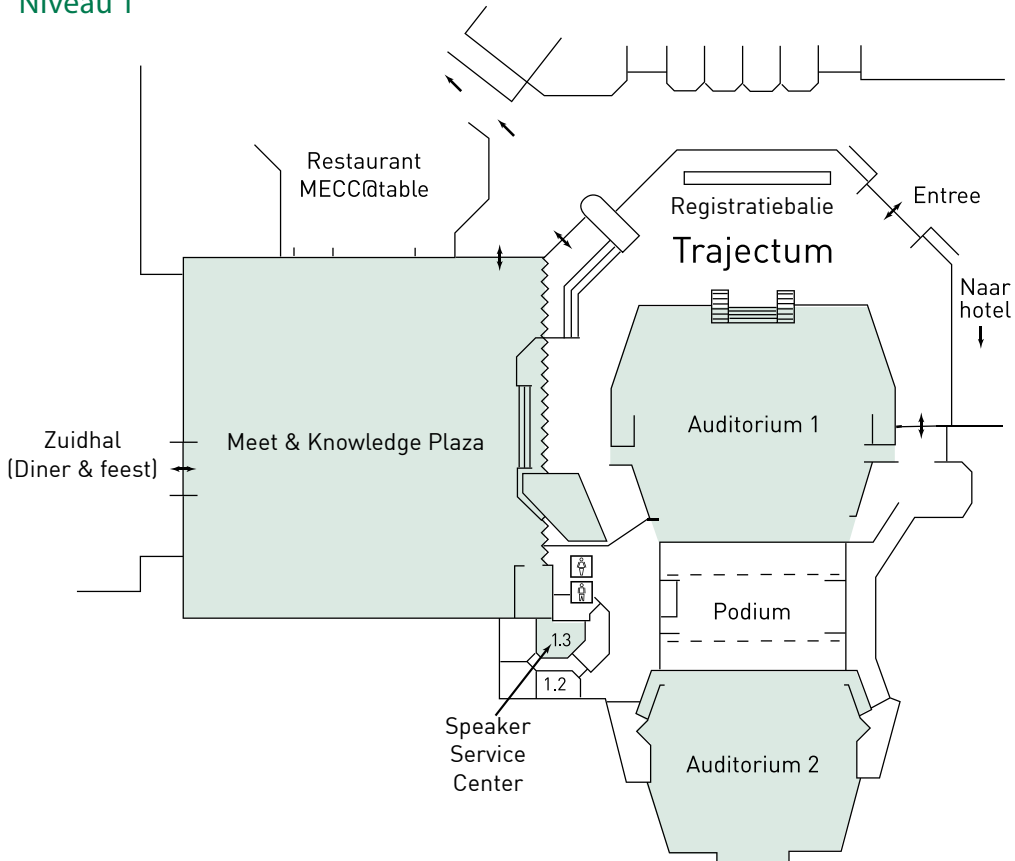 Niveau 1
Restaurant
MECC@table
Registratiebalie
Entree
Trajectum
Naar
hotel
Auditorium 1
Zuidhal
(Diner & feest)
Meet & Knowledge Plaza
Podium
1.3
1.2
Speaker
Service
Center
Auditorium 2